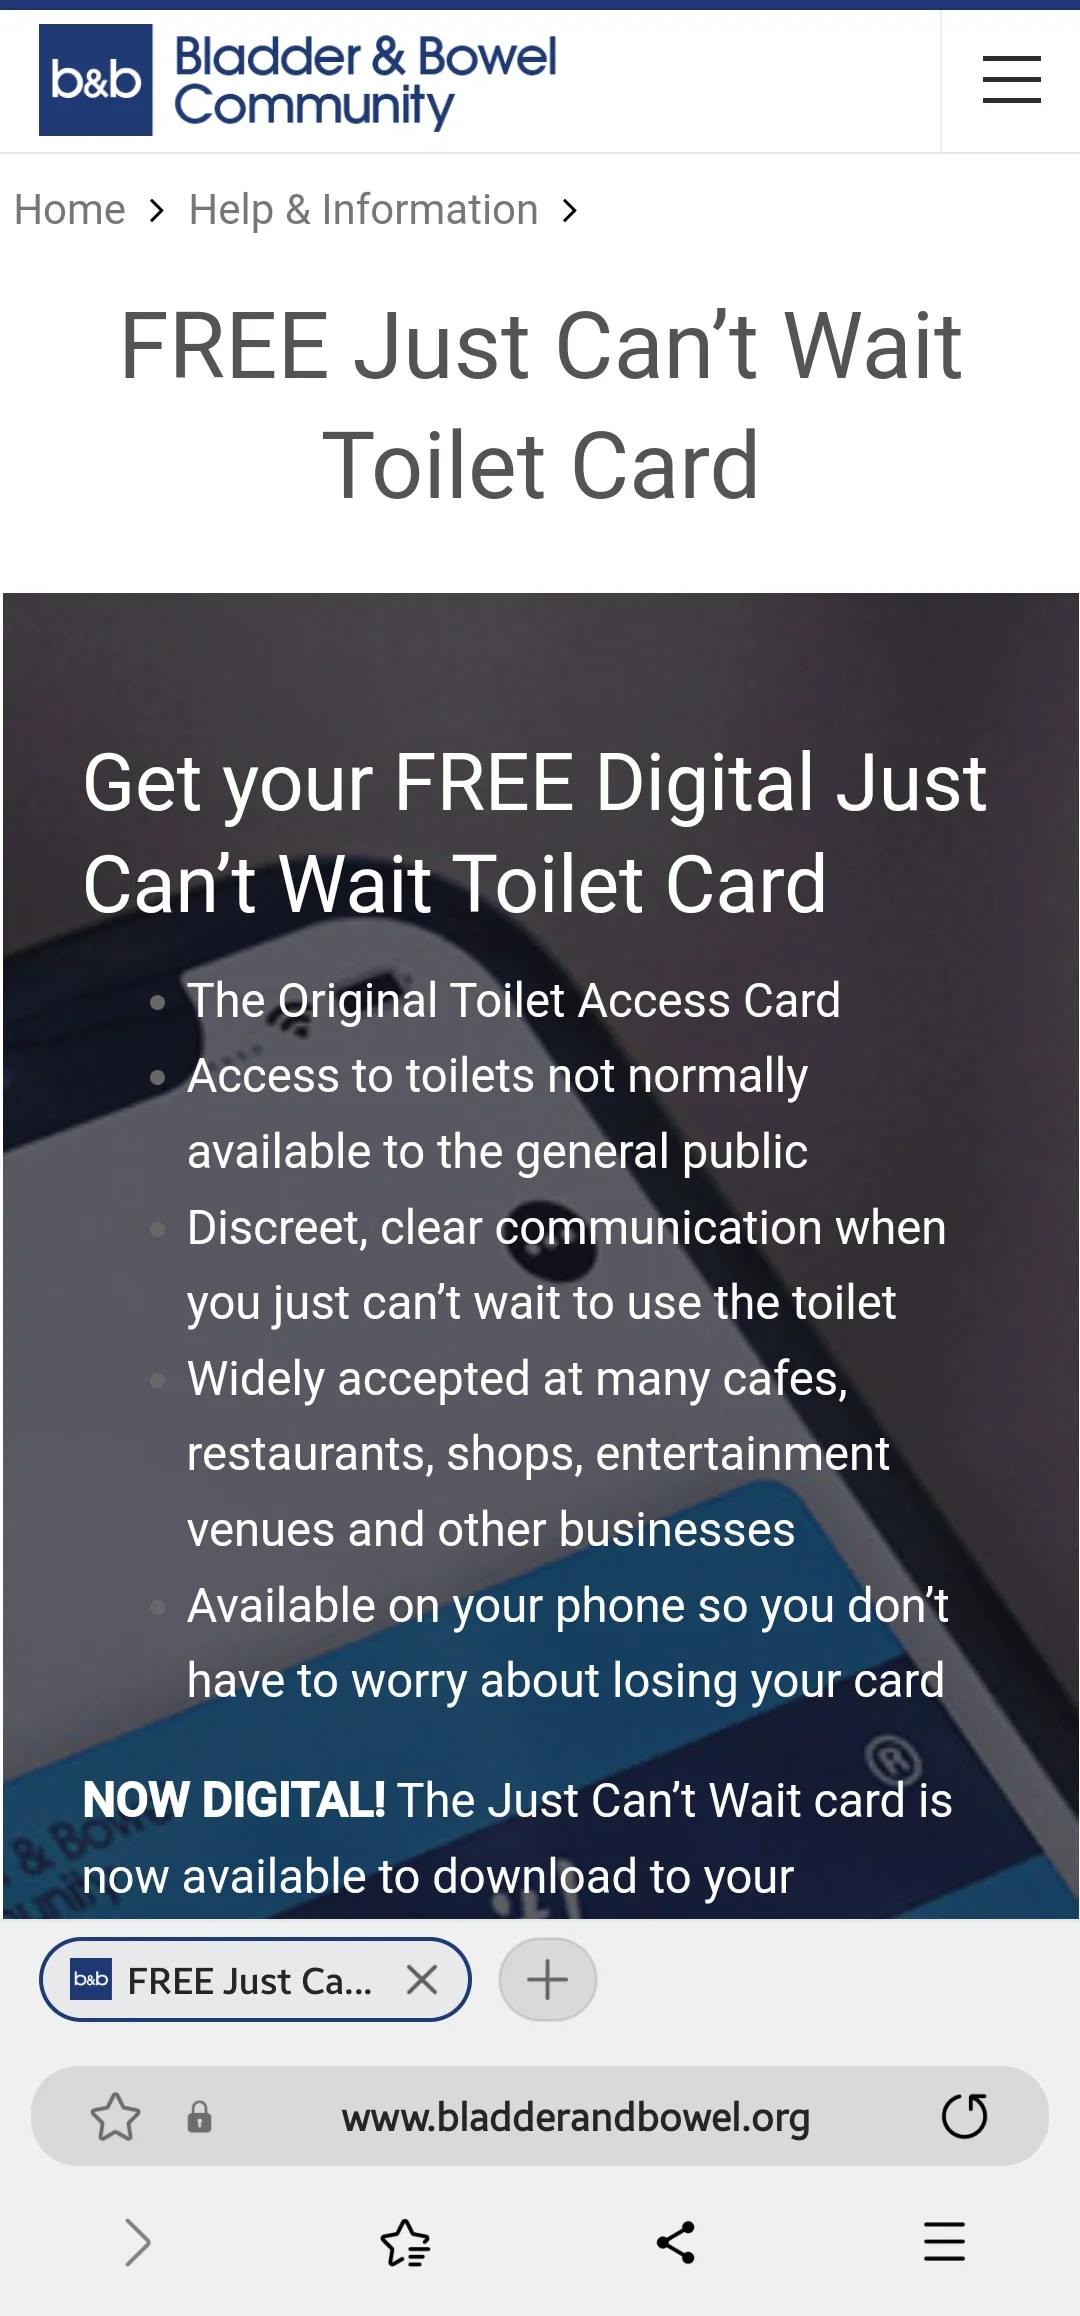 b&b
Bladder & Bowel
Community
Home > Help & Information >
FREE Just Can’t Wait
Toilet Card
Get your FREE Digital Just
Can’t Wait Toilet Card
• The Original Toilet Access Card
• Access to toilets not normally
available to the general public
• Discreet, clear communication when
you just can’t wait to use the toilet
• Widely accepted at many cafes,
restaurants, shops, entertainment
venues and other businesses
• Available on your phone so you don’t
have to worry about losing your card
®
NOW DIGITAL! The Just Can’t Wait card is
& Bow
now available to download to your
b&b FREE Just Ca...
www.bladderandbowel.org